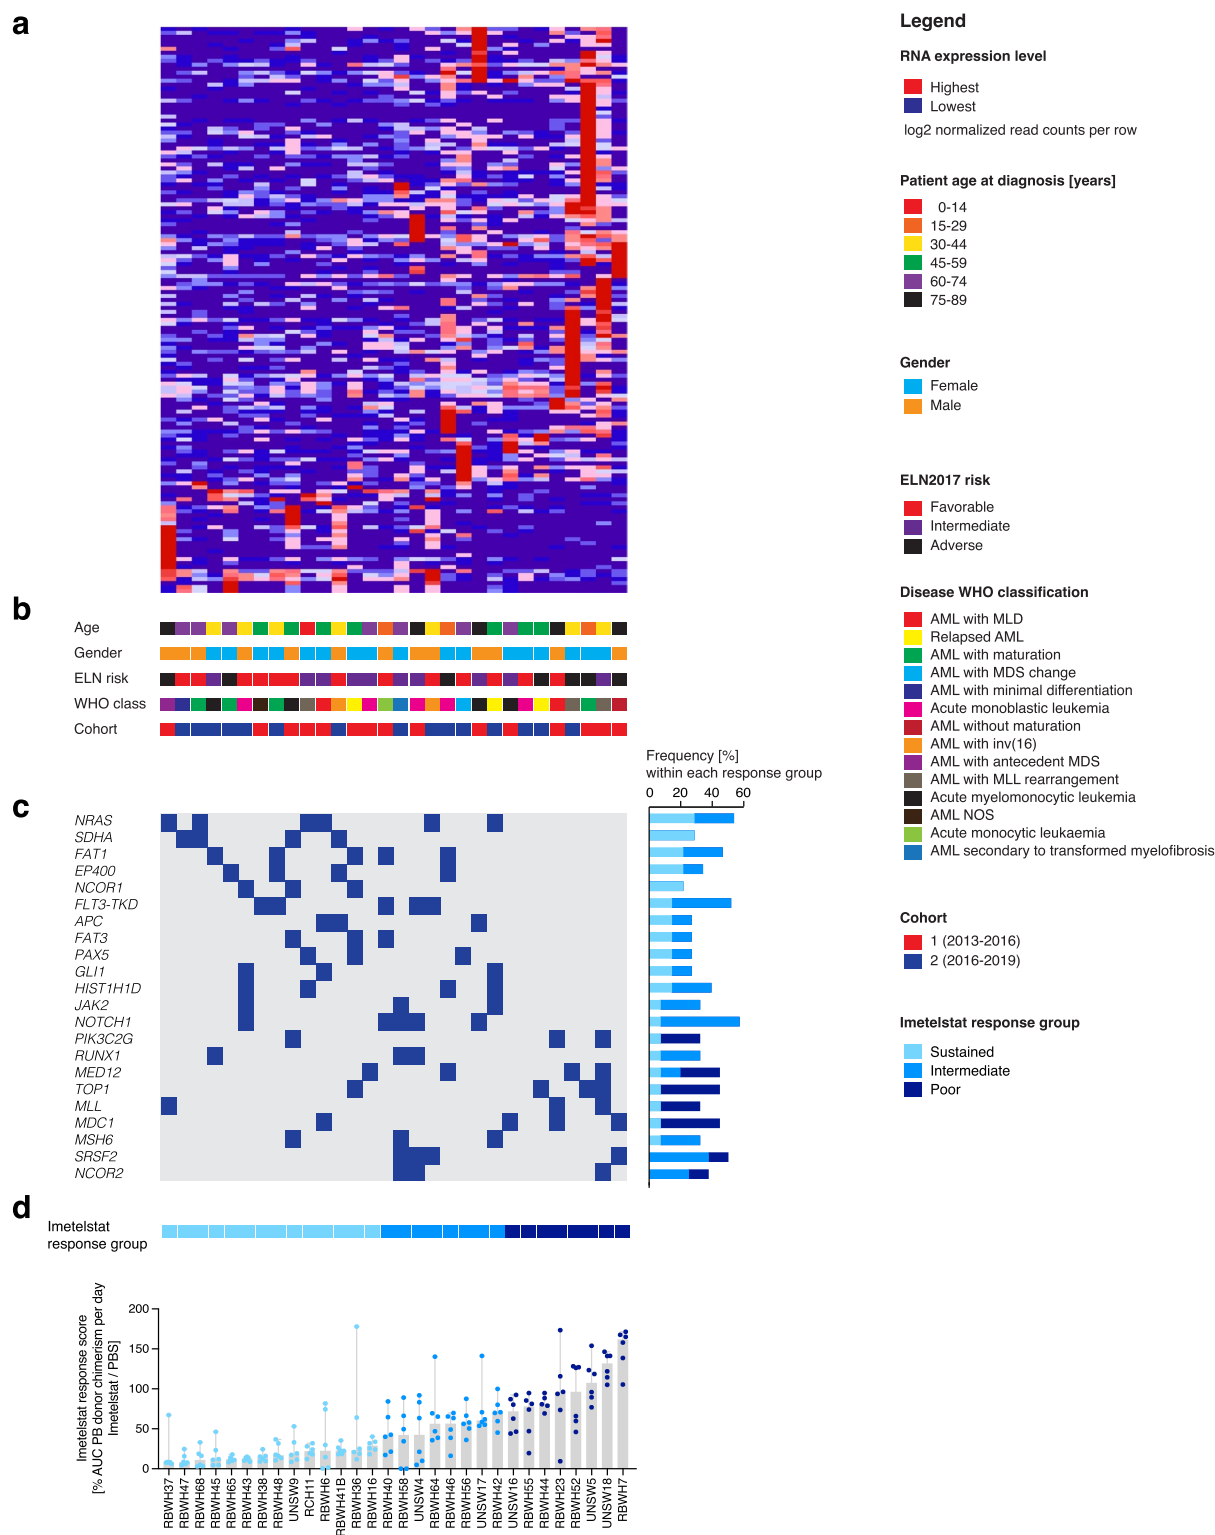 a
Legend
RNA expression level
Highest
Lowest
log2 normalized read counts per row
Patient age at diagnosis [years]
0-14
15-29
30-44
45-59
60-74
75-89
Gender
Female
Male
ELN2017 risk
Favorable
Intermediate
Adverse
Disease WHO classification
AML with MLD
Relapsed AML
AML with maturation
AML with MDS change
AML with minimal differentiation
Acute monoblastic leukemia
AML without maturation
AML with inv(16)
AML with antecedent MDS
AML with MLL rearrangement
Acute myelomonocytic leukemia
AML NOS
Acute monocytic leukaemia
AML secondary to transformed myelofibrosis
Cohort
1 (2013-2016)
2 (2016-2019)
Imetelstat response group
Sustained
Intermediate
Poor
b
Age
Gender
ELN risk
WHO class
Cohort
Frequency [%]
within each response group
0 20 40 60
c
NRAS
SDHA
FAT1
EP400
NCOR1
FLT3-TKD
APC
FAT3
PAX5
GLI1
HIST1H1D
JAK2
NOTCH1
PIK3C2G
RUNX1
MED12
TOP1
MLL
MDC1
MSH6
SRSF2
NCOR2
d
Imetelstat
response group
Imetelstat response score
[% AUC PB donor chimerism per day
Imetelstat / PBS]
200
150
100
50
0
RBWH37
RBWH47
RBWH68
RBWH45
RBWH65
RBWH43
RBWH38
RBWH48
UNSW9
RCH11
RBWH6
RBWH41B
RBWH36
RBWH16
RBWH40
RBWH58
UNSW4
RBWH64
RBWH46
RBWH56
UNSW17
RBWH42
UNSW16
RBWH55
RBWH44
RBWH23
RBWH52
UNSW5
UNSW18
RBWH7